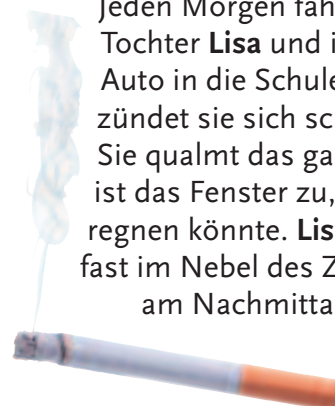 Jeden Morgen fäh
Tochter Lisa und i
Auto in die Schule
zündet sie sich sc
Sie qualmt das ga
ist das Fenster zu,
regnen könnte. Lis
fast im Nebel des Z
am Nachmitta